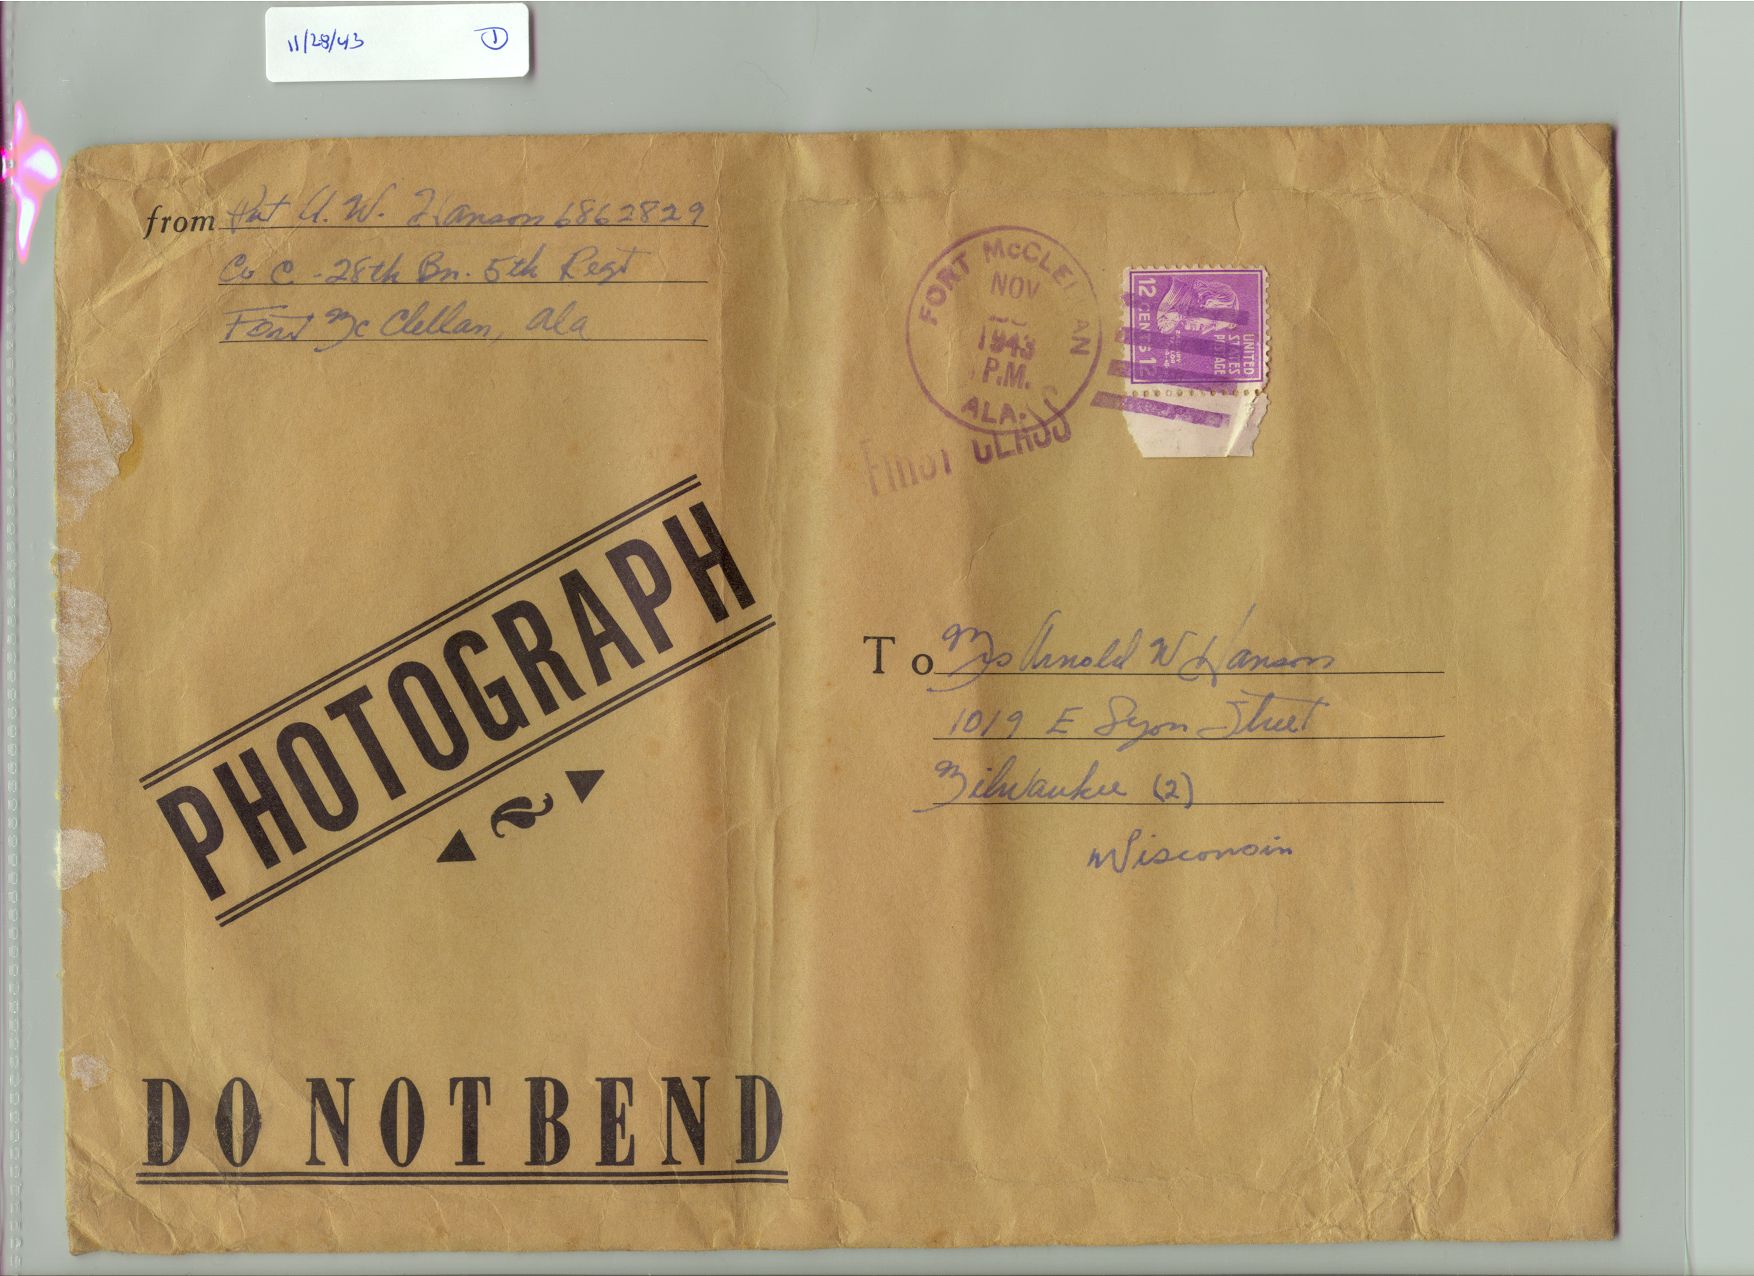 11/28/43 1
from Pvt A. W. Hanson 6862829
Co C - 28th Bn. 5th Regt
Fort McClellan, Ala
FORT McCLELLAN
NOV
1943
P.M.
ALA.
FIRST CLASS
12 CENTS 12
UNITED
STATES
POSTAGE
PHOTOGRAPH
To Mrs Arnold W Hanson
1019 E Lyon Street
Milwaukee (2)
Wisconsin
DO NOT BEND